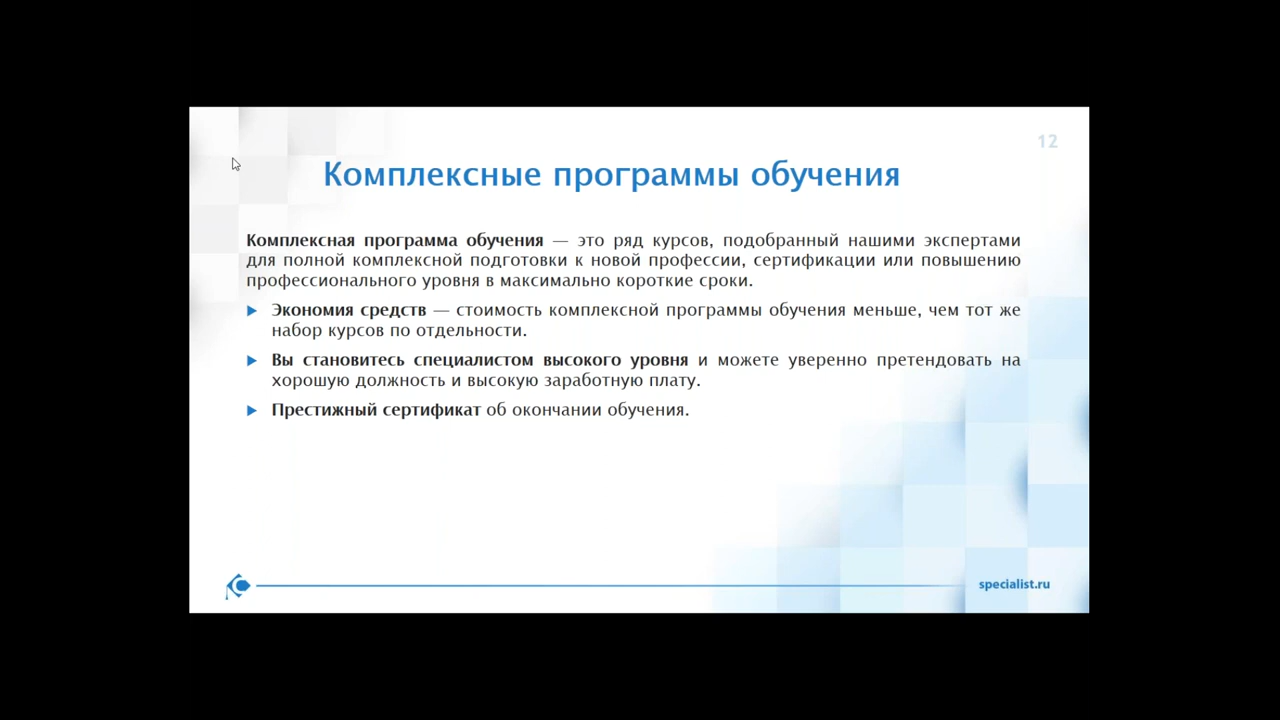 12
Комплексные программы обучения
Комплексная программа обучения — это ряд курсов, подобранный нашими экспертами
для полной комплексной подготовки к новой профессии, сертификации или повышению
профессионального уровня в максимально короткие сроки.
Экономия средств — стоимость комплексной программы обучения меньше, чем тот же
набор курсов по отдельности.
Вы становитесь специалистом высокого уровня и можете уверенно претендовать на
хорошую должность и высокую заработную плату.
Престижный сертификат об окончании обучения.
specialist.ru